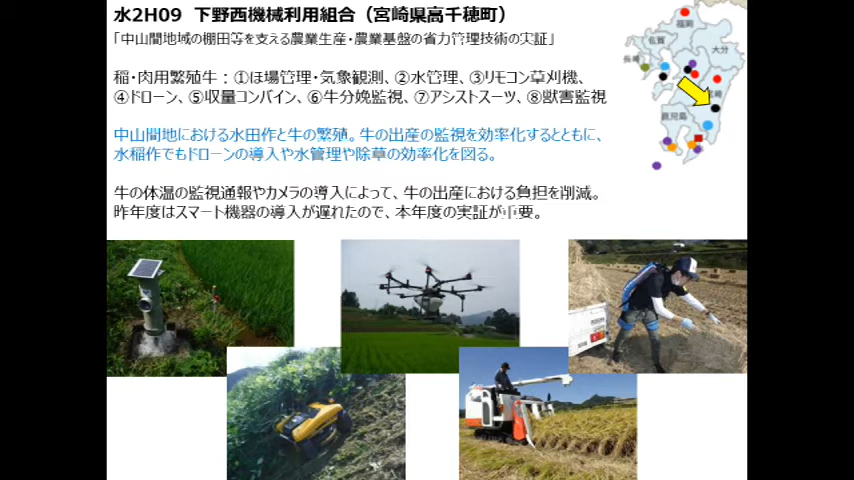 水2H09 下野西機械利用組合（宮崎県高千穂町）
「中山間地域の棚田等を支える農業生産・農業基盤の省力管理技術の実証」
稲・肉用繁殖牛：①ほ場管理・気象観測、②水管理、③リモコン草刈機、
④ドローン、⑤収量コンバイン、⑥牛分娩監視、⑦アシストスーツ、⑧獣害監視
中山間地における水田作と牛の繁殖。牛の出産の監視を効率化するとともに、
水稲作でもドローンの導入や水管理や除草の効率化を図る。
牛の体温の監視通報やカメラの導入によって、牛の出産における負担を削減。
昨年度はスマート機器の導入が遅れたので、本年度の実証が重要。
福岡
佐賀
大分
長崎
鹿児島